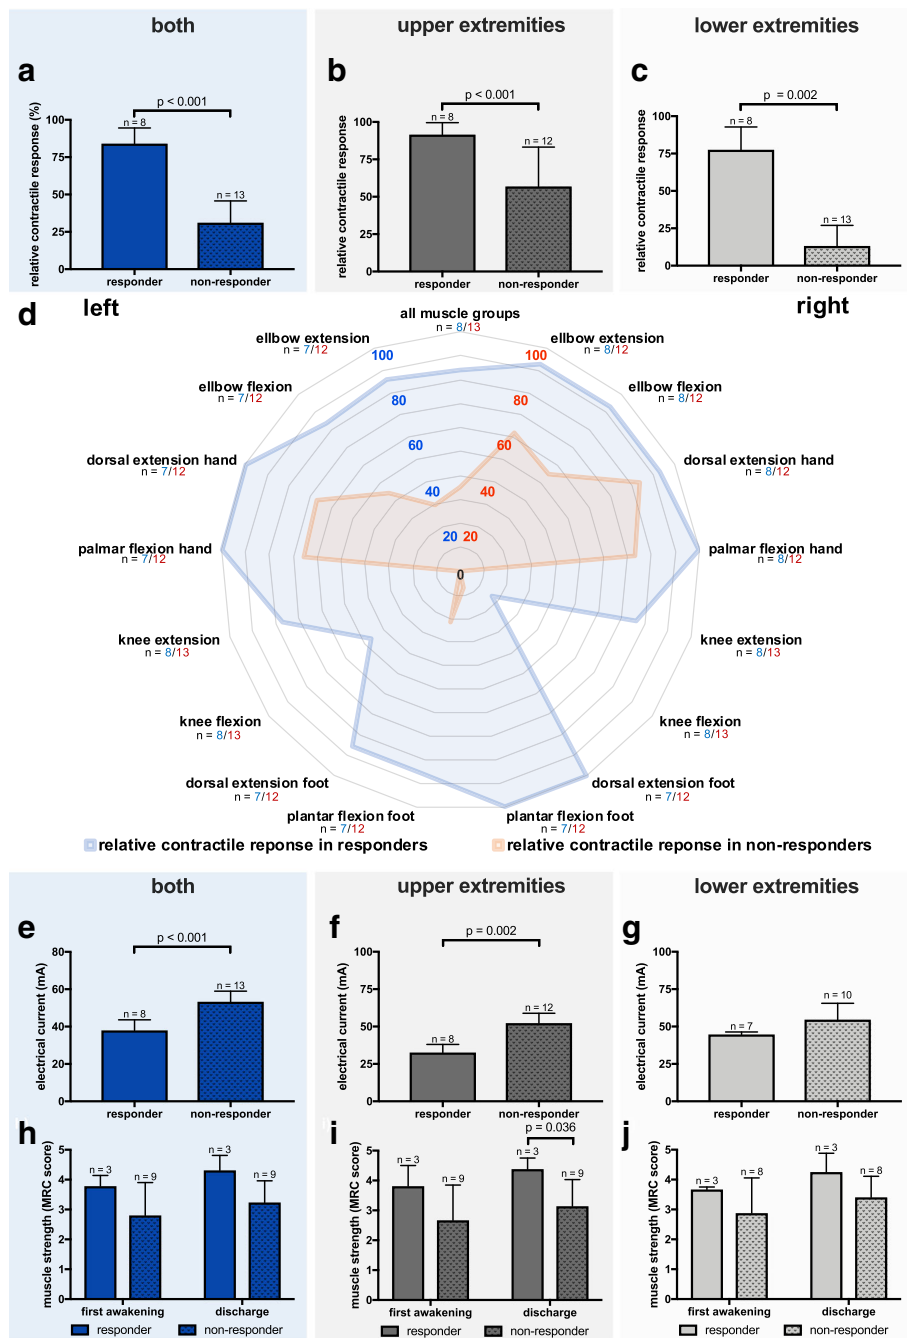 both
upper extremities
lower extremities
a
b
c
relative contractile response (%)
100
75
50
25
0
p < 0.001
n = 8
n = 13
responder
non-responder
relative contractile response
100
75
50
25
0
p < 0.001
n = 8
n = 12
responder
non-responder
relative contractile response
100
75
50
25
0
p = 0.002
n = 8
n = 13
responder
non-responder
d
left
right
all muscle groups
n = 8/13
ellbow extension
n = 7/12
ellbow extension
n = 8/12
ellbow flexion
n = 7/12
ellbow flexion
n = 8/12
dorsal extension hand
n = 7/12
dorsal extension hand
n = 8/12
palmar flexion hand
n = 7/12
palmar flexion hand
n = 8/12
knee extension
n = 8/13
knee extension
n = 8/13
knee flexion
n = 8/13
knee flexion
n = 8/13
dorsal extension foot
n = 7/12
dorsal extension foot
n = 7/12
plantar flexion foot
n = 7/12
plantar flexion foot
n = 7/12
100
100
80
80
60
60
40
40
20
20
0
relative contractile reponse in responders
relative contractile reponse in non-responders
both
upper extremities
lower extremities
e
f
g
electrical current (mA)
80
60
40
20
0
p < 0.001
n = 8
n = 13
responder
non-responder
electrical current (mA)
100
75
50
25
0
p = 0.002
n = 8
n = 12
responder
non-responder
electrical current (mA)
100
75
50
25
0
n = 7
n = 10
responder
non-responder
h
i
j
muscle strength (MRC score)
5
4
3
2
1
0
n = 3
n = 9
n = 3
n = 9
first awakening
discharge
responder
non-responder
muscle strength (MRC score)
5
4
3
2
1
0
p = 0.036
n = 3
n = 9
n = 3
n = 9
first awakening
discharge
responder
non-responder
muscle strength (MRC score)
5
4
3
2
1
0
n = 3
n = 8
n = 3
n = 8
first awakening
discharge
responder
non-responder